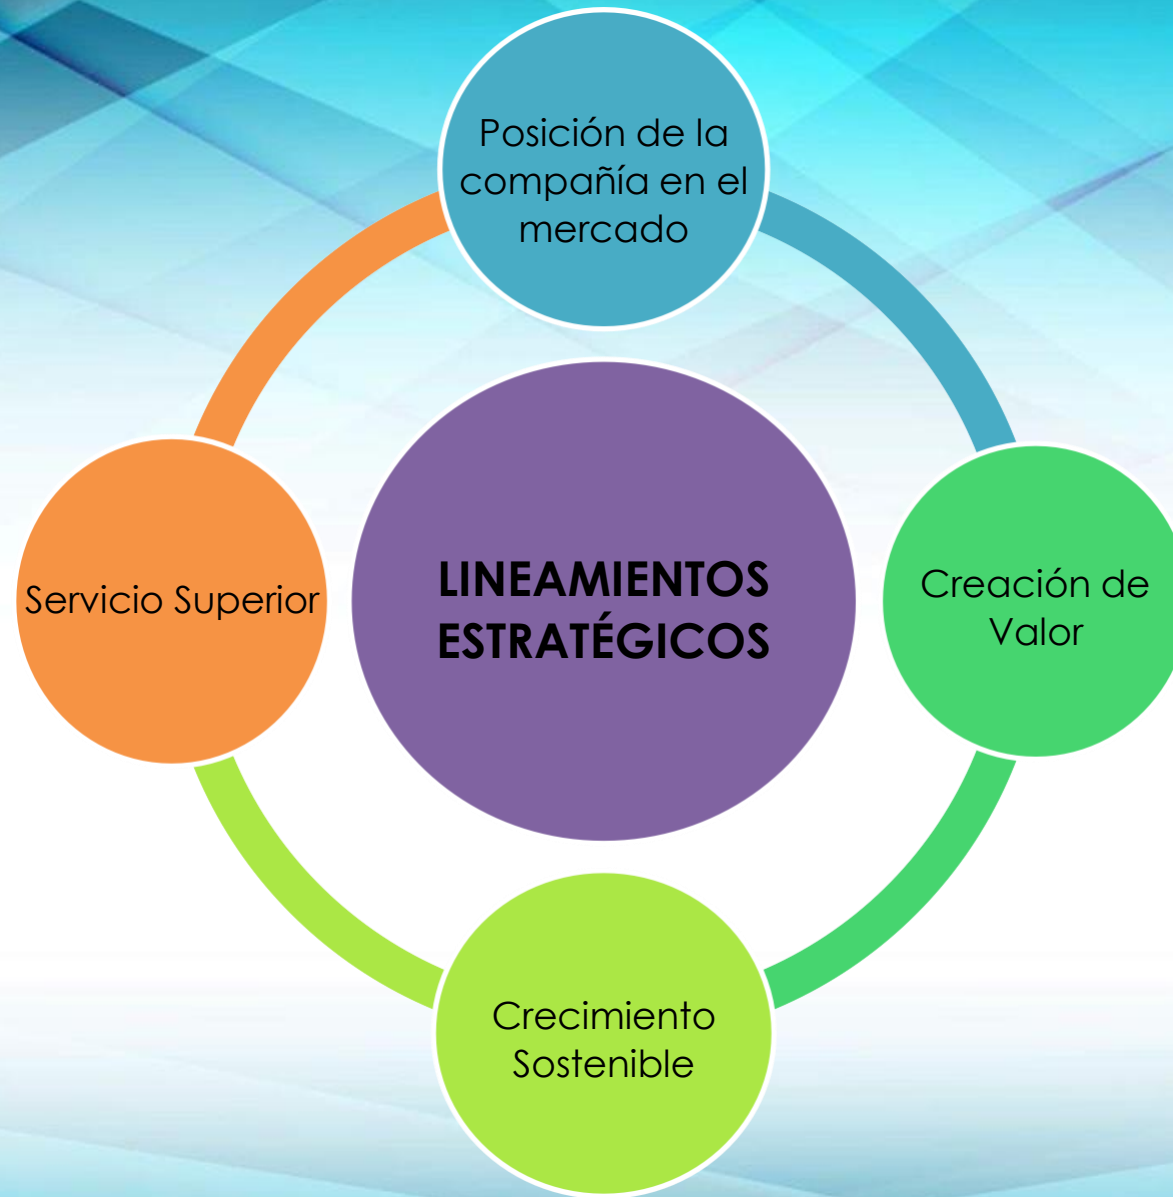 Posición de la
compañía en el
mercado
Servicio Superior
LINEAMIENTOS
ESTRATÉGICOS
Creación de
Valor
Crecimiento
Sostenible